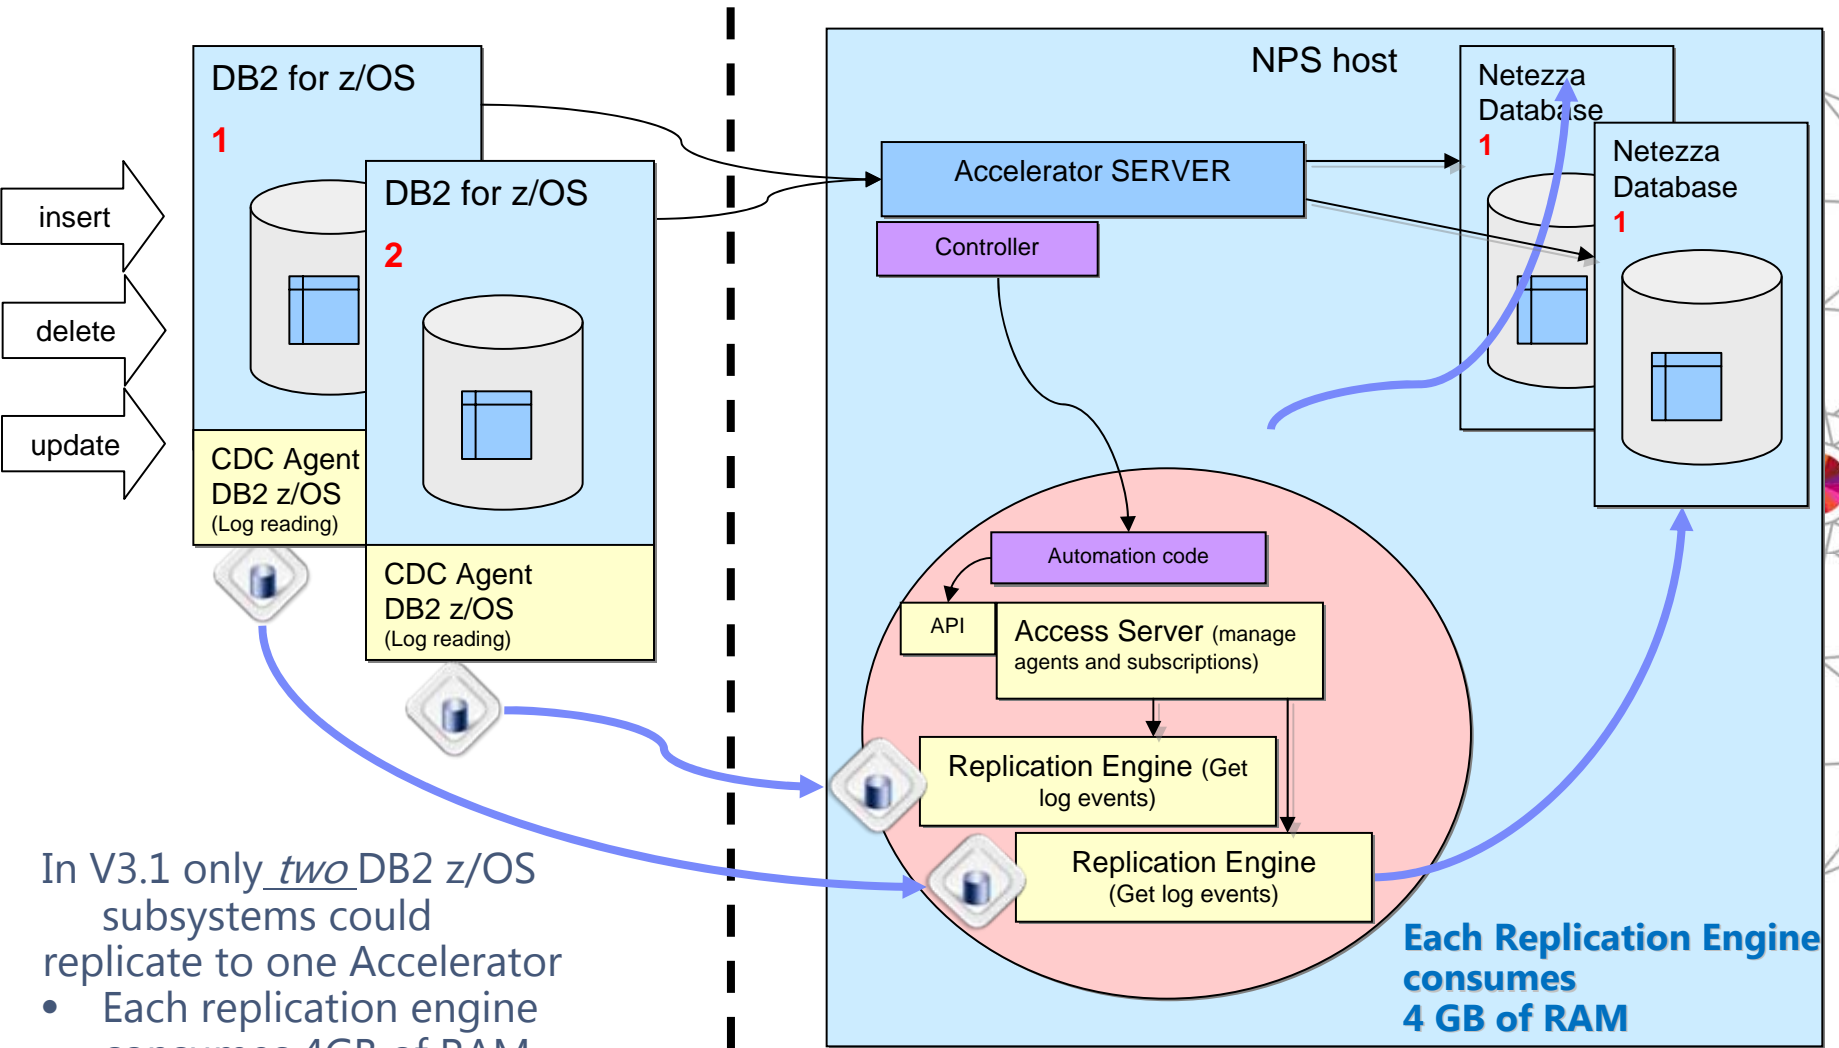 insert
delete
update
DB2 for z/OS
1
CDC Agent
DB2 z/OS
(Log reading)
DB2 for z/OS
2
CDC Agent
DB2 z/OS
(Log reading)
NPS host
Accelerator SERVER
Controller
Netezza
Database
1
Netezza
Database
1
Automation code
API
Access Server (manage
agents and subscriptions)
Replication Engine (Get
log events)
Replication Engine
(Get log events)
Each Replication Engine
consumes
4 GB of RAM
In V3.1 only two DB2 z/OS
subsystems could
replicate to one Accelerator
• Each replication engine
consumes 4GB of RAM